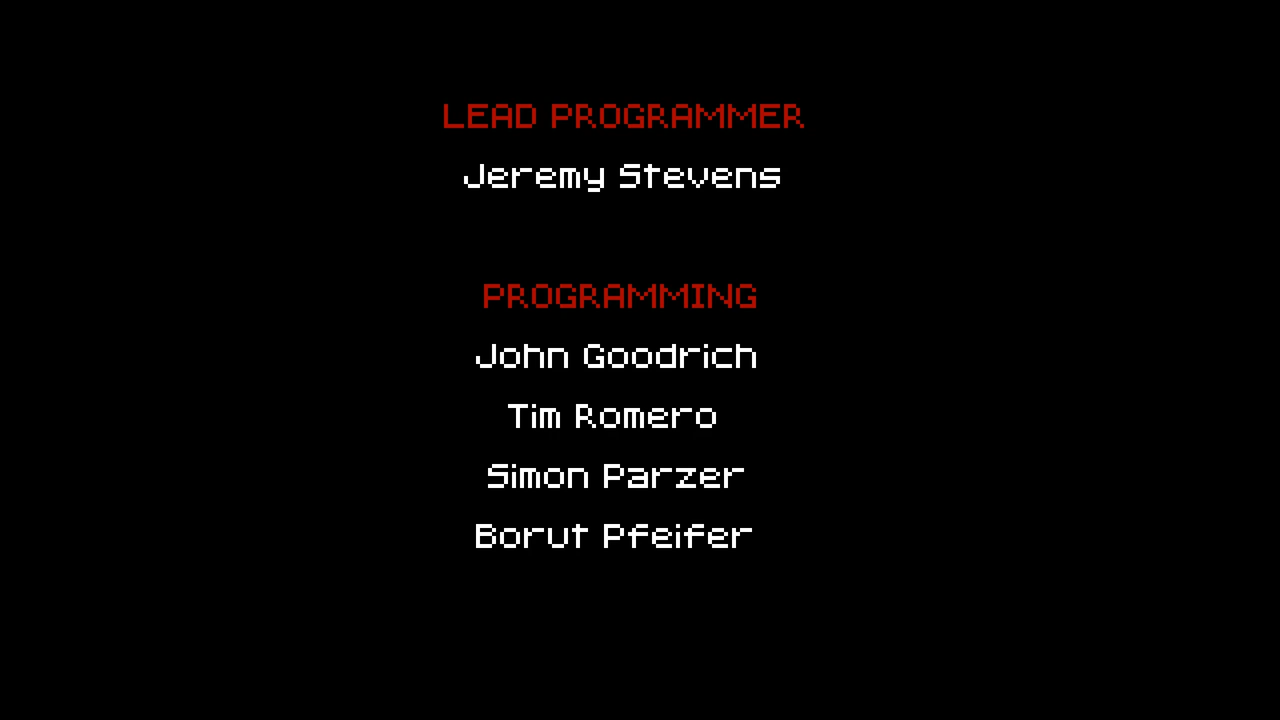 LEAD PROGRAMMER
Jeremy Stevens
PROGRAMMING
John Goodrich
Tim Romero
Simon Parzer
Borut Pfeifer